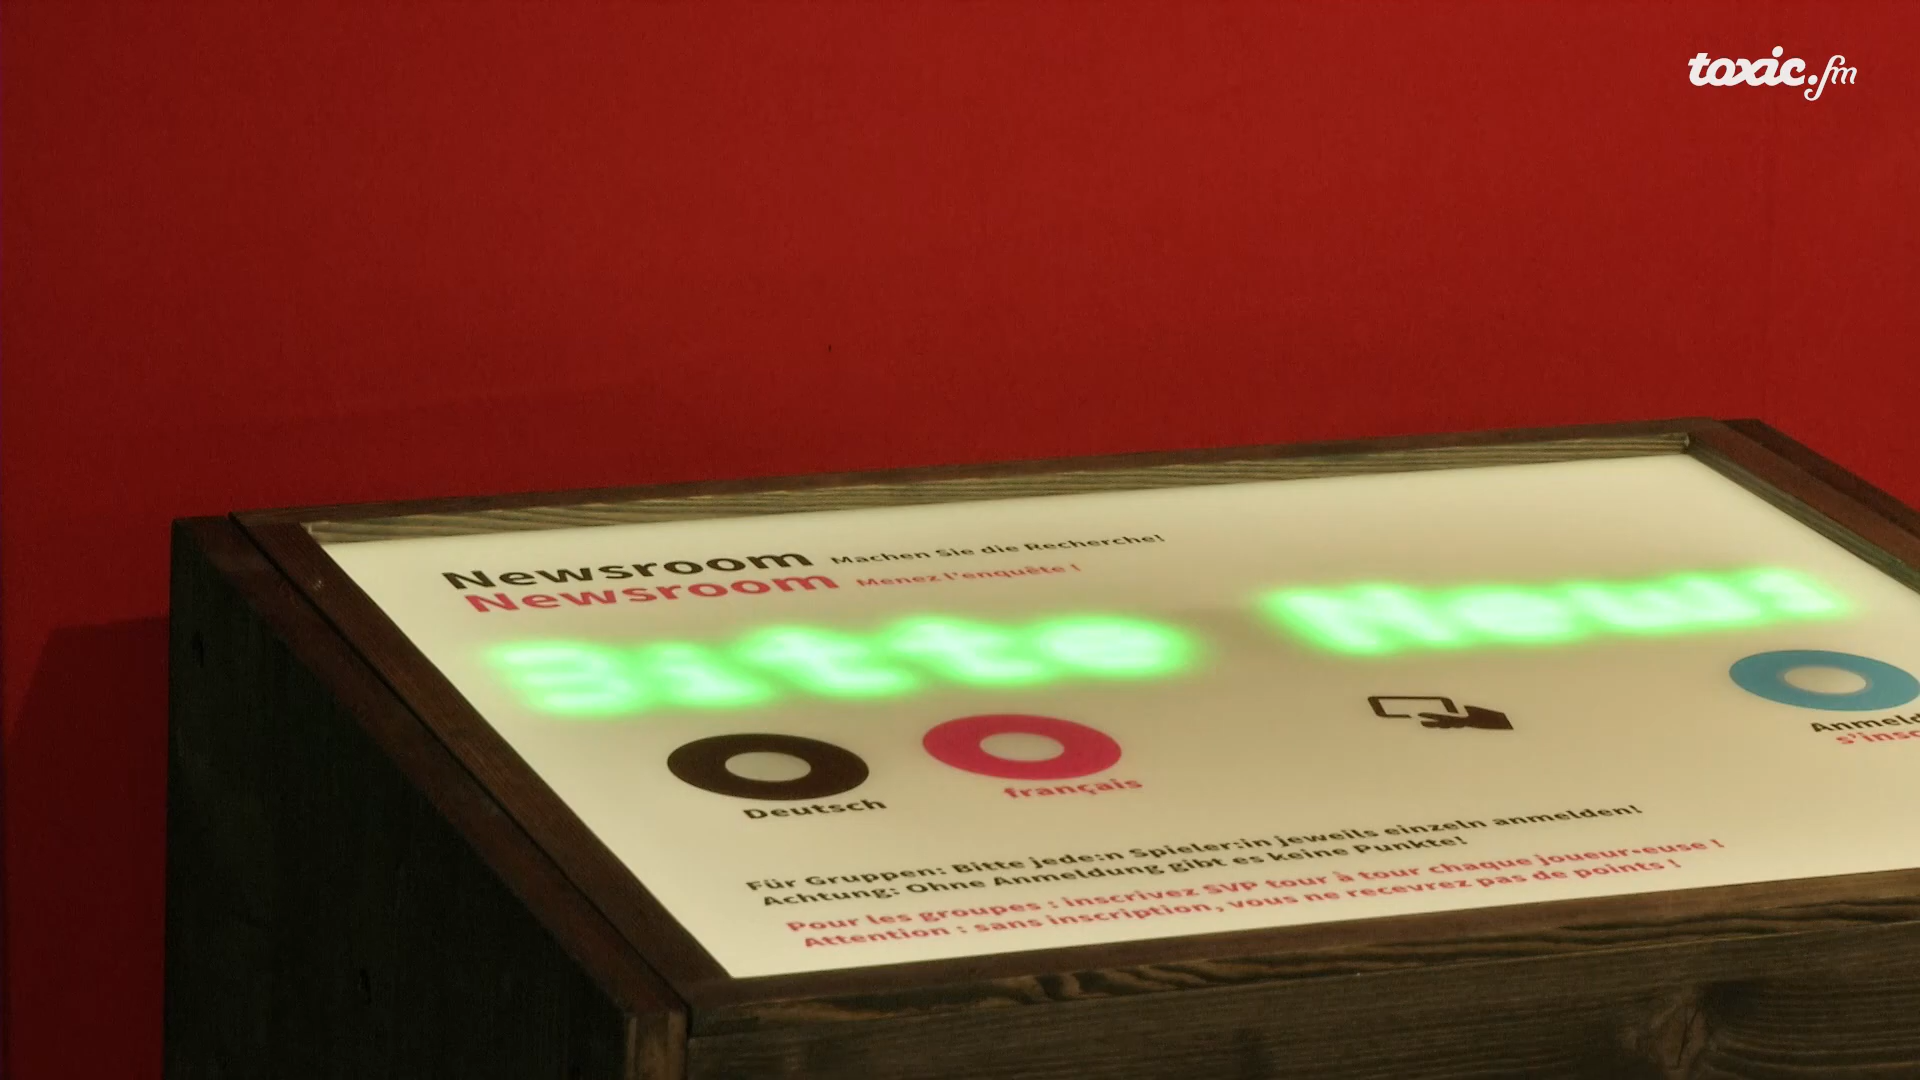 toxic.fm
Newsroom Machen Sie die Recherche!
Newsroom Menez l'enquête !
Bitte News
Deutsch
français
Für Gruppen: Bitte jede:n Spieler:in jeweils einzeln anmelden!
Achtung: Ohne Anmeldung gibt es keine Punkte!
Pour les groupes : inscrivez SVP tour à tour chaque joueur·euse !
Attention : sans inscription, vous ne recevrez pas de points !